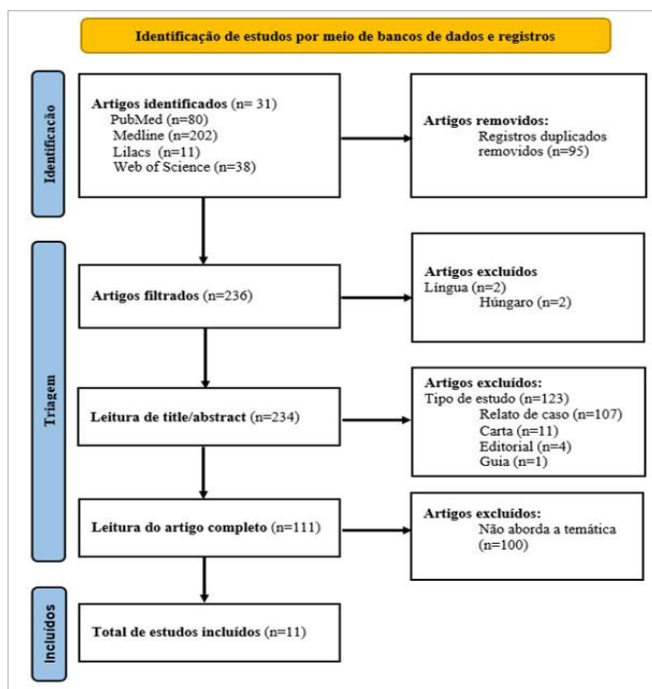 Identificação de estudos por meio de bancos de dados e registros
Identificação
Artigos identificados (n= 31)
PubMed (n=80)
Medline (n=202)
Lilacs (n=11)
Web of Science (n=38)
Artigos removidos:
Registros duplicados
removidos (n=95)
Triagem
Artigos filtrados (n=236)
Artigos excluídos
Língua (n=2)
Húngaro (n=2)
Leitura de title/abstract (n=234)
Artigos excluídos:
Tipo de estudo (n=123)
Relato de caso (n=107)
Carta (n=11)
Editorial (n=4)
Guia (n=1)
Leitura do artigo completo (n=111)
Artigos excluídos:
Não aborda a temática
(n=100)
Incluídos
Total de estudos incluídos (n=11)